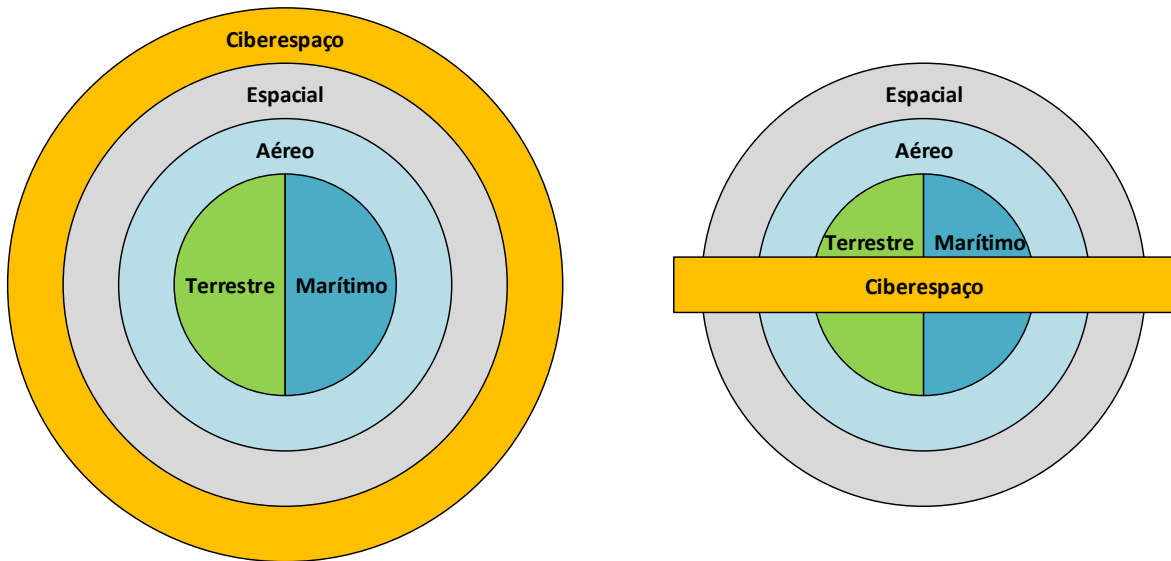 Ciberespaço
Espacial
Aéreo
Terrestre
Marítimo
Espacial
Aéreo
Terrestre
Marítimo
Ciberespaço